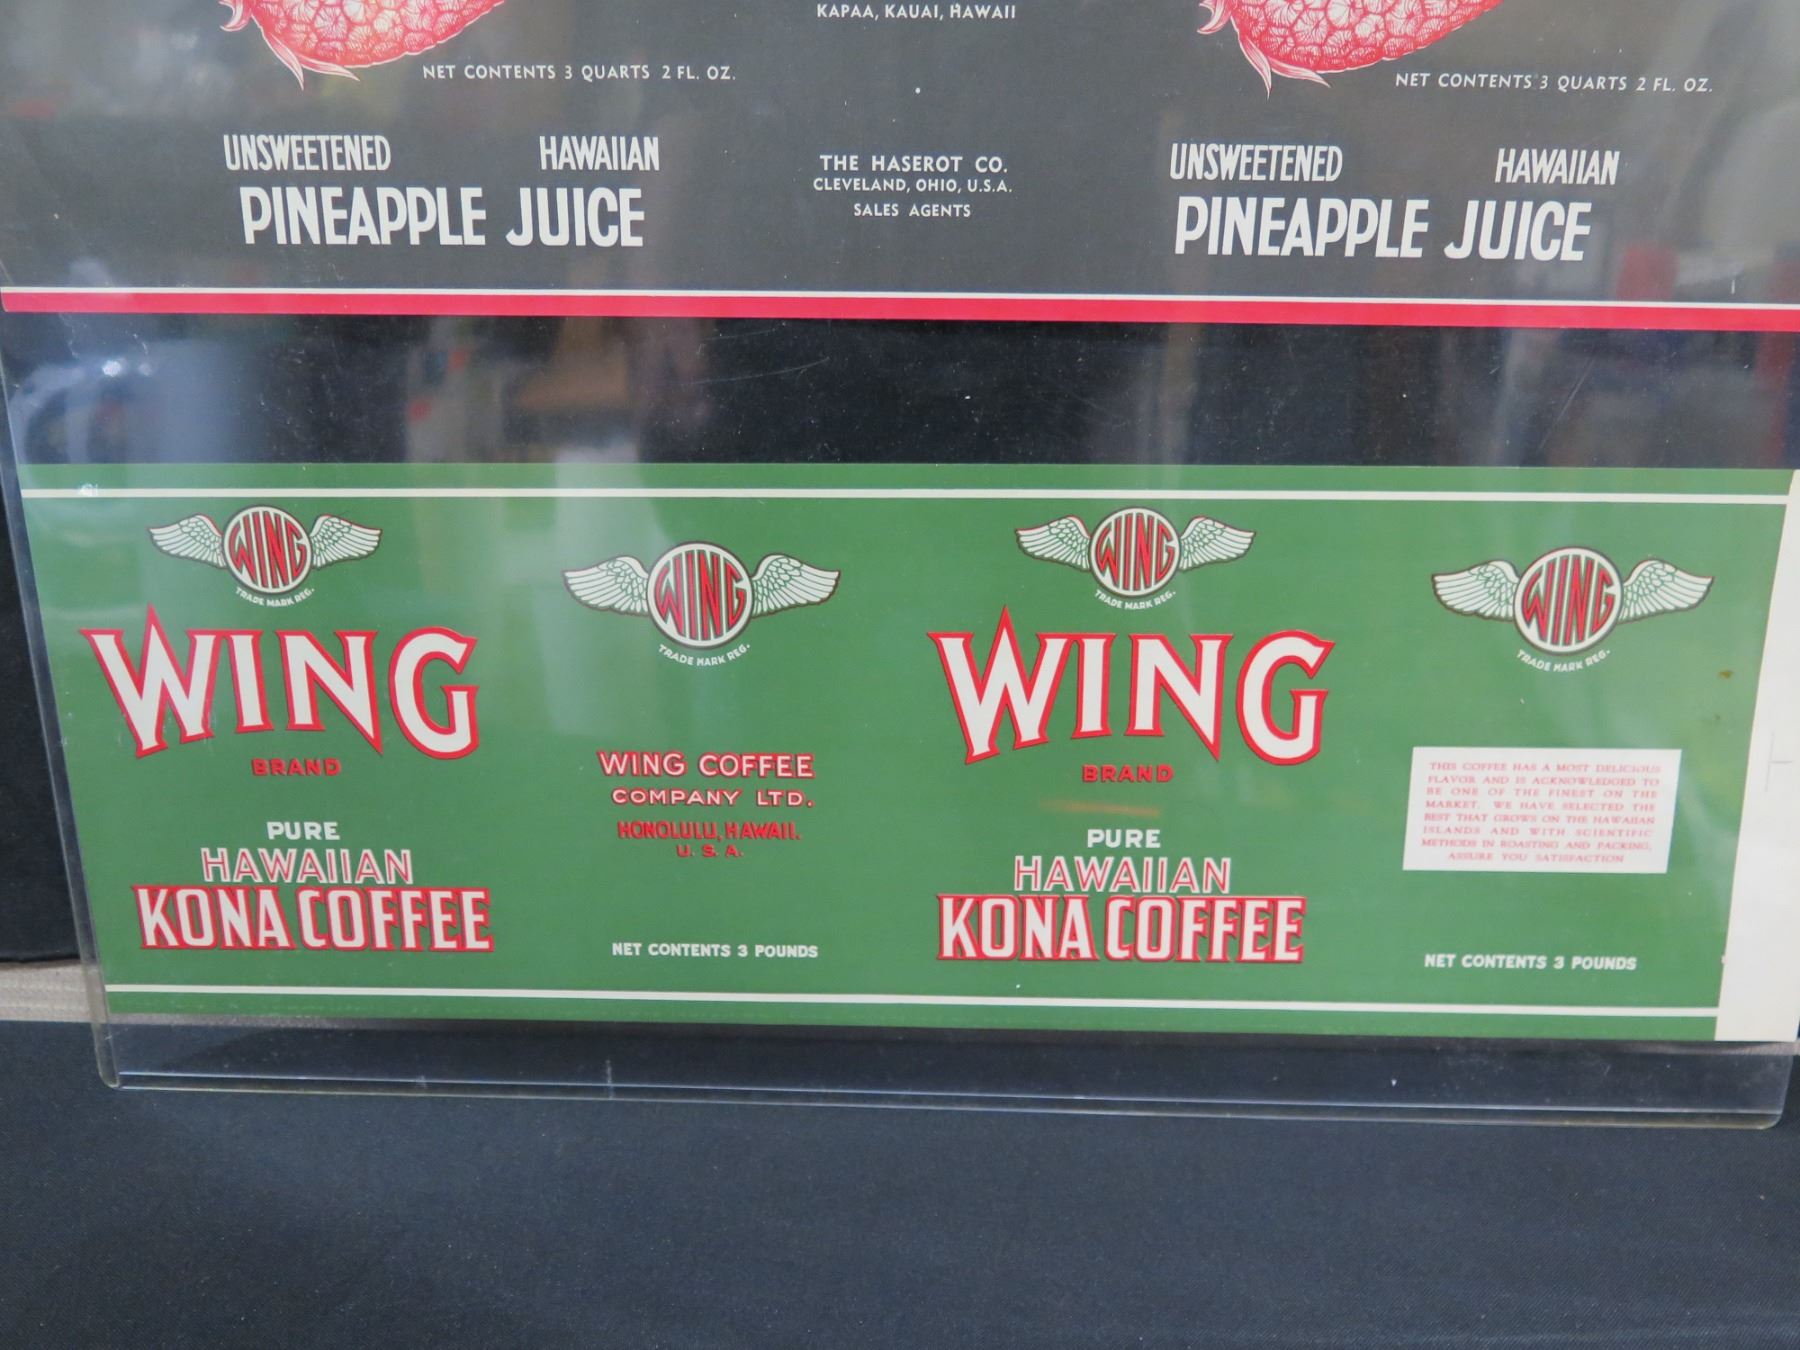 KAPAA, KAUAI, HAWAII
NET CONTENTS 3 QUARTS 2 FL. OZ.
NET CONTENTS 3 QUARTS 2 FL. OZ.
UNSWEETENED HAWAIIAN
PINEAPPLE JUICE
THE HASEROT CO.
CLEVELAND, OHIO, U.S.A.
SALES AGENTS
UNSWEETENED HAWAIIAN
PINEAPPLE JUICE
WING
TRADE MARK REG.
WING
BRAND
PURE
HAWAIIAN
KONA COFFEE
WING
TRADE MARK REG.
WING COFFEE
COMPANY LTD.
HONOLULU, HAWAII.
U. S. A.
NET CONTENTS 3 POUNDS
WING
TRADE MARK REG.
WING
BRAND
PURE
HAWAIIAN
KONA COFFEE
WING
TRADE MARK REG.
THIS COFFEE HAS A MOST DELICIOUS
FLAVOR AND IS ACKNOWLEDGED TO
BE ONE OF THE FINEST ON THE
MARKET. WE HAVE SELECTED THE
BEST THAT GROWS ON THE HAWAIIAN
ISLANDS AND WITH SCIENTIFIC
METHODS IN ROASTING AND PACKING,
ASSURE YOU SATISFACTION
NET CONTENTS 3 POUNDS